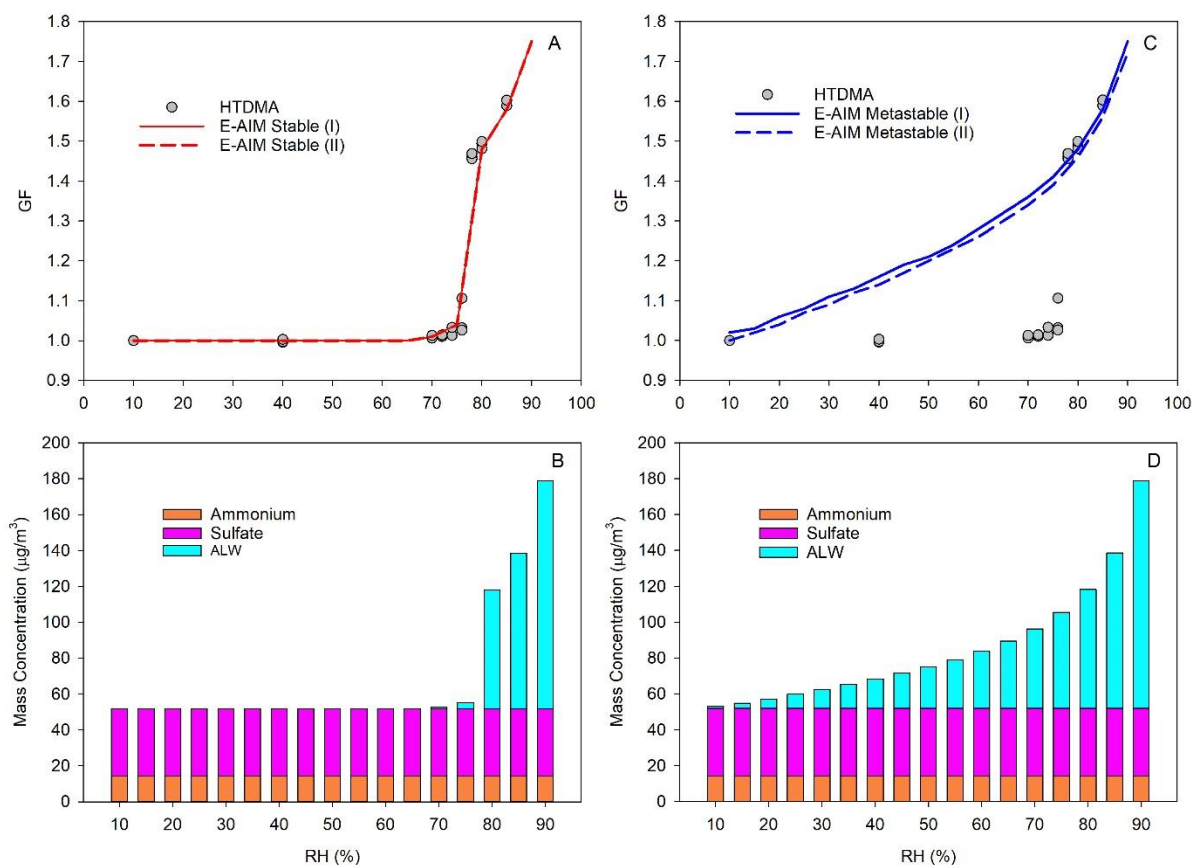 A
HTDMA
E-AIM Stable (I)
E-AIM Stable (II)
GF
1.8
1.7
1.6
1.5
1.4
1.3
1.2
1.1
1.0
0.9
0 10 20 30 40 50 60 70 80 90 100
C
HTDMA
E-AIM Metastable (I)
E-AIM Metastable (II)
GF
1.8
1.7
1.6
1.5
1.4
1.3
1.2
1.1
1.0
0.9
0 10 20 30 40 50 60 70 80 90 100
B
Ammonium
Sulfate
ALW
Mass Concentration (µg/m³)
200
180
160
140
120
100
80
60
40
20
0
10 20 30 40 50 60 70 80 90
RH (%)
D
Ammonium
Sulfate
ALW
Mass Concentration (µg/m³)
200
180
160
140
120
100
80
60
40
20
0
10 20 30 40 50 60 70 80 90
RH (%)